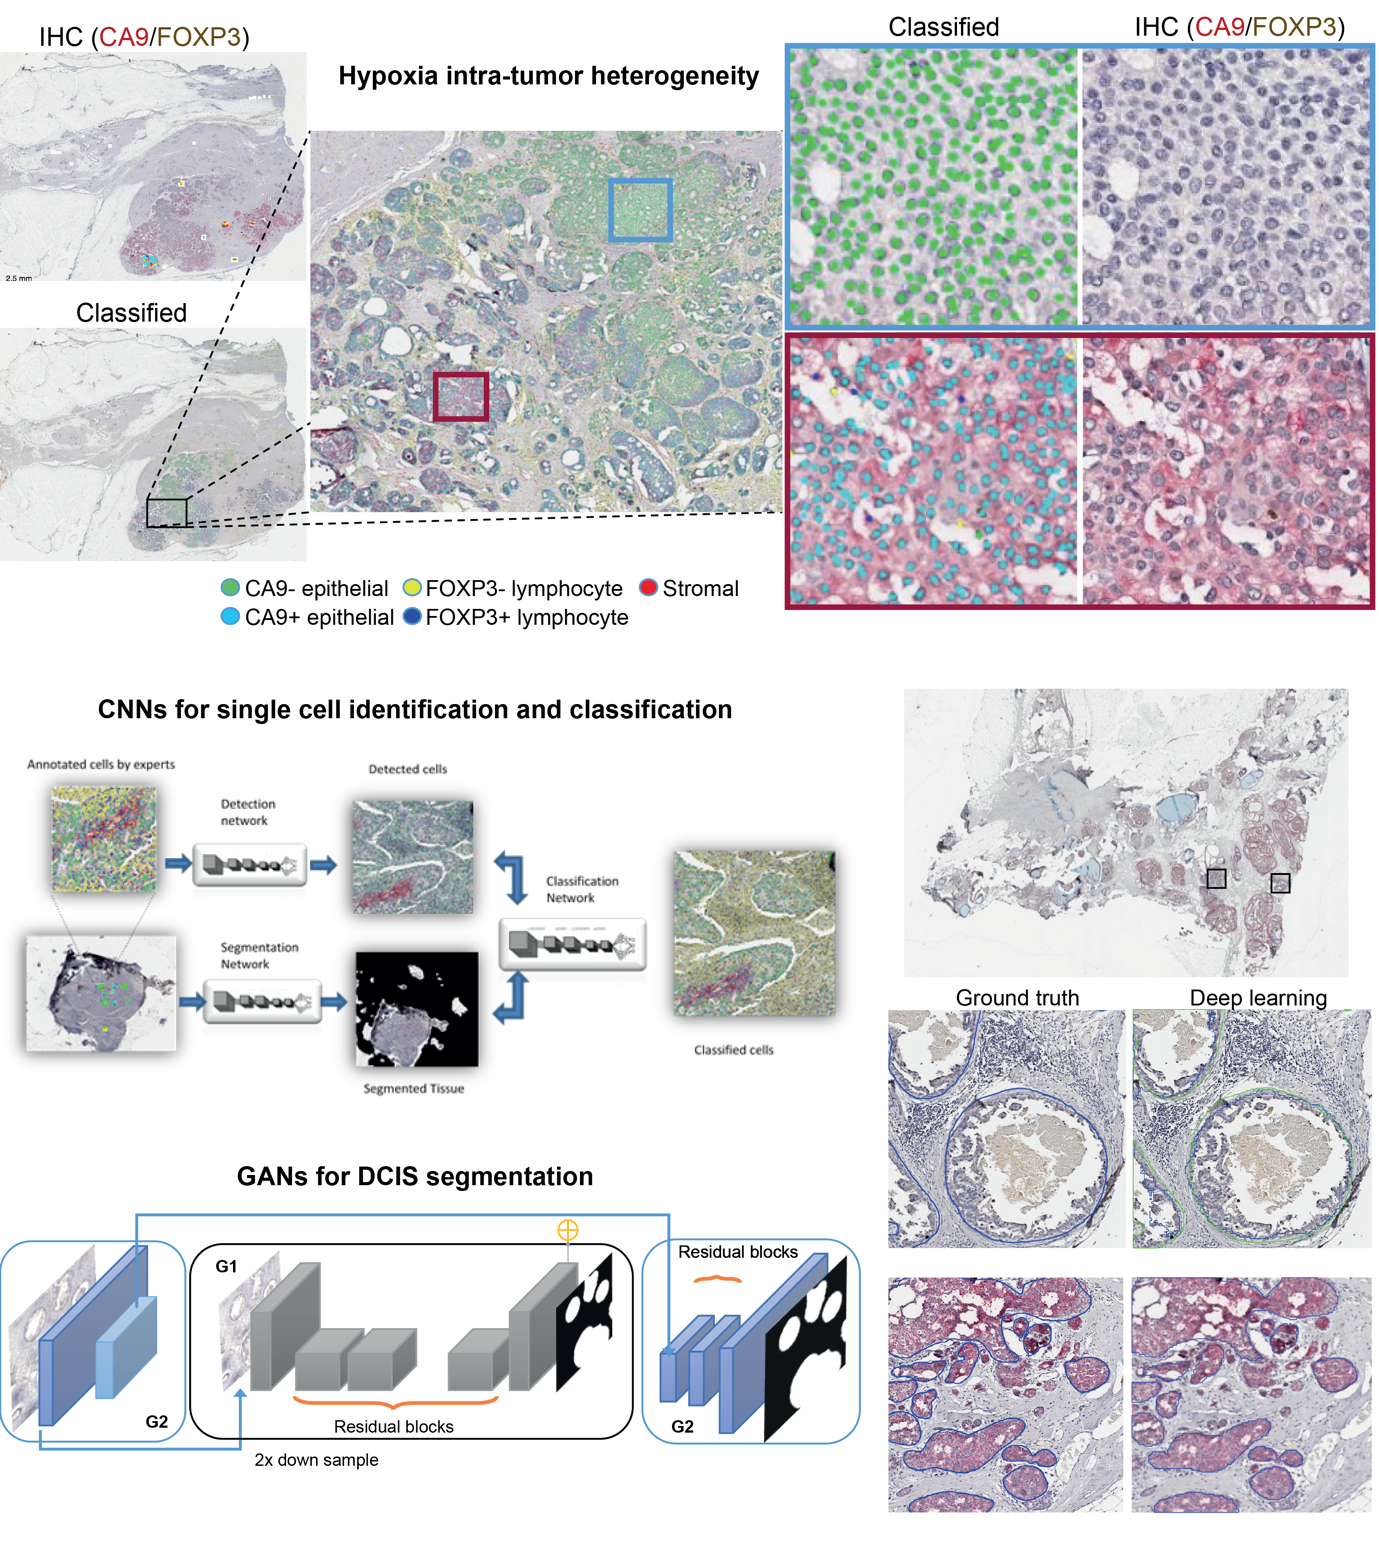 IHC (CA9/FOXP3)
2.5 mm
Classified
Hypoxia intra-tumor heterogeneity
Classified
IHC (CA9/FOXP3)
CA9- epithelial
FOXP3- lymphocyte
Stromal
CA9+ epithelial
FOXP3+ lymphocyte
CNNs for single cell identification and classification
Annotated cells by experts
Detection
network
Detected cells
Classification
Network
Segmentation
Network
Segmented Tissue
Classified cells
Ground truth
Deep learning
GANs for DCIS segmentation
G2
G1
Residual blocks
2x down sample
Residual blocks
G2